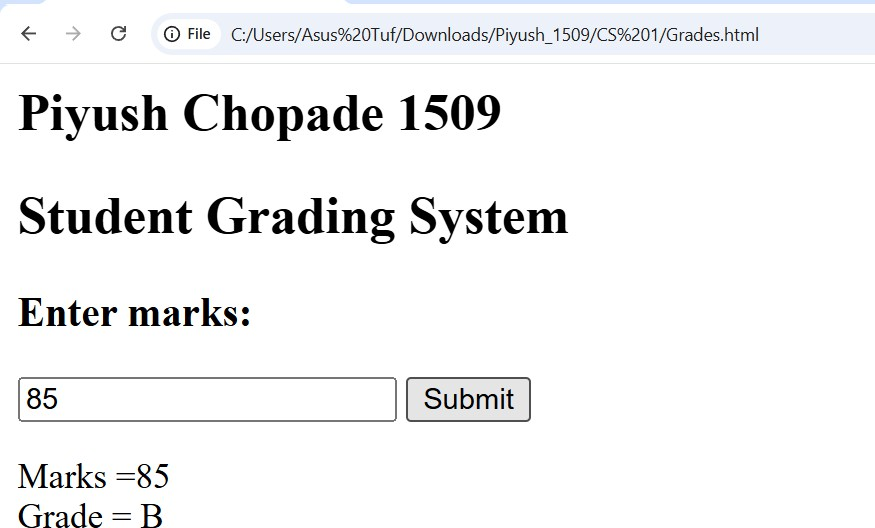 File C:/Users/Asus%20Tuf/Downloads/Piyush_1509/CS%201/Grades.html
Piyush Chopade 1509
Student Grading System
Enter marks:
85 Submit
Marks =85
Grade = B